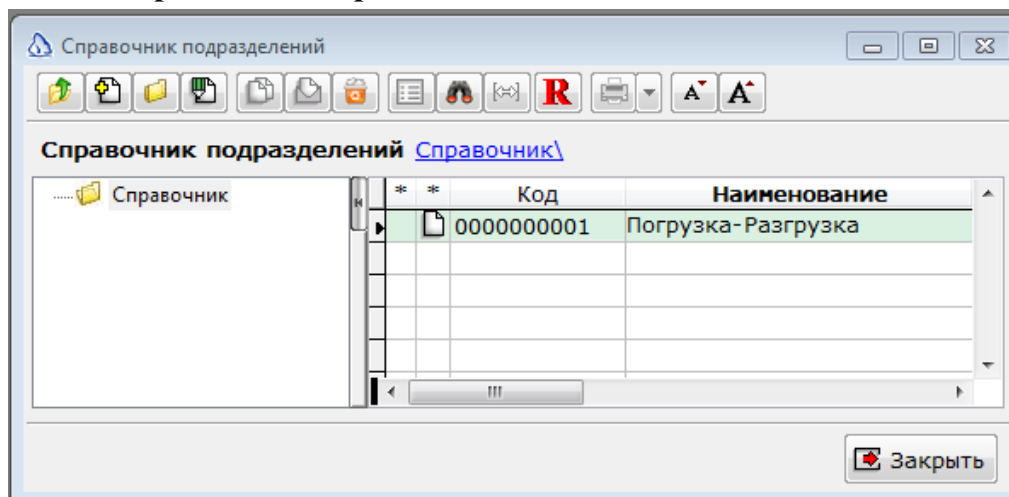 Справочник подразделений
R A A
Справочник подразделений Справочник\
Справочник
* * Код Наименование
0000000001 Погрузка-Разгрузка
Закрыть